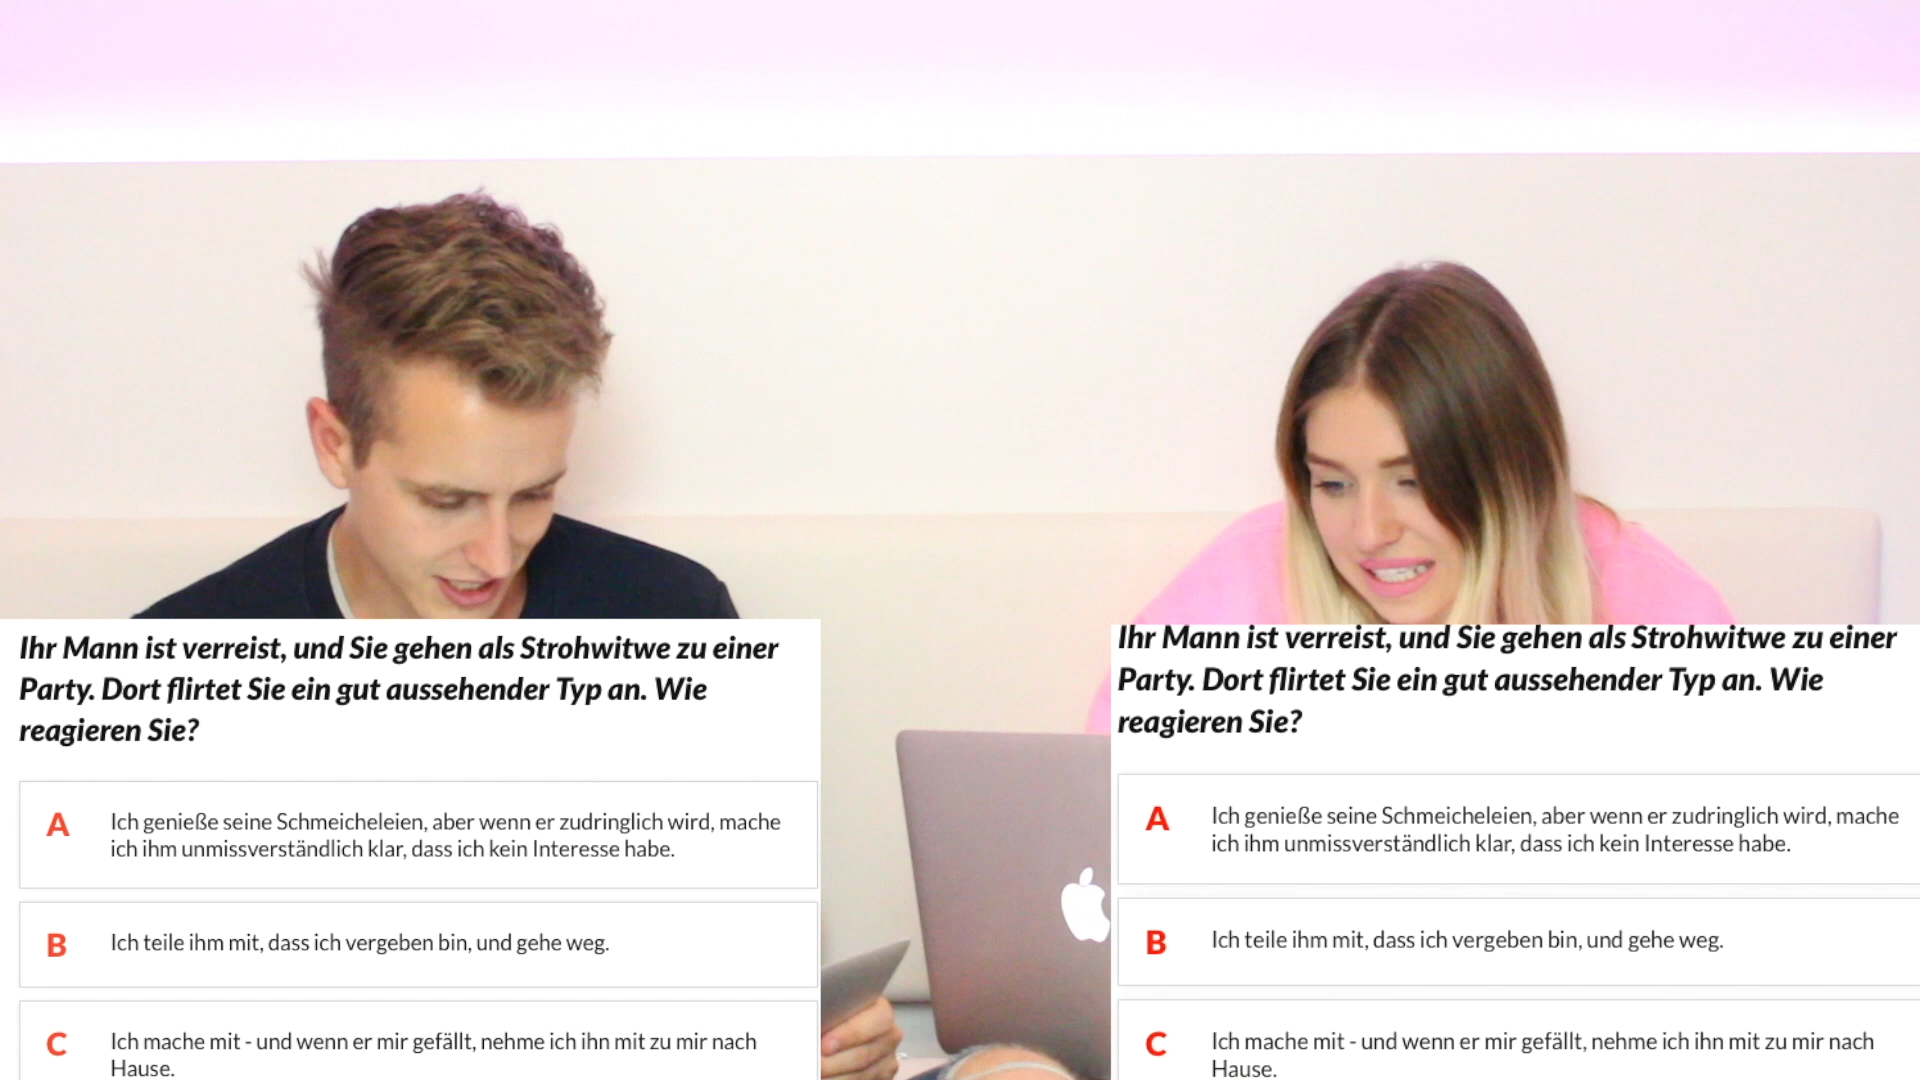 Ihr Mann ist verreist, und Sie gehen als Strohwitwe zu einer
Party. Dort flirtet Sie ein gut aussehender Typ an. Wie
reagieren Sie?
A
Ich genieße seine Schmeicheleien, aber wenn er zudringlich wird, mache
ich ihm unmissverständlich klar, dass ich kein Interesse habe.
B
Ich teile ihm mit, dass ich vergeben bin, und gehe weg.
C
Ich mache mit - und wenn er mir gefällt, nehme ich ihn mit zu mir nach
Hause.
Ihr Mann ist verreist, und Sie gehen als Strohwitwe zu einer
Party. Dort flirtet Sie ein gut aussehender Typ an. Wie
reagieren Sie?
A
Ich genieße seine Schmeicheleien, aber wenn er zudringlich wird, mache
ich ihm unmissverständlich klar, dass ich kein Interesse habe.
B
Ich teile ihm mit, dass ich vergeben bin, und gehe weg.
C
Ich mache mit - und wenn er mir gefällt, nehme ich ihn mit zu mir nach
Hause.